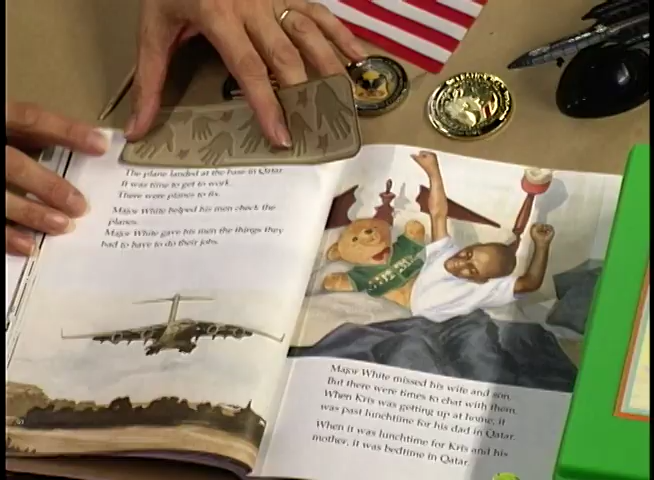 The plane landed at the base in Qatar.
It was time to get to work.
There were planes to fix.
Major White helped his men check the
planes.
Major White gave his men the things they
had to have to do their jobs.
Major White missed his wife and son.
But there were times to chat with them.
When Kris was getting up at home, it
was past lunchtime for his dad in Qatar.
When it was lunchtime for Kris and his
mother, it was bedtime in Qatar.